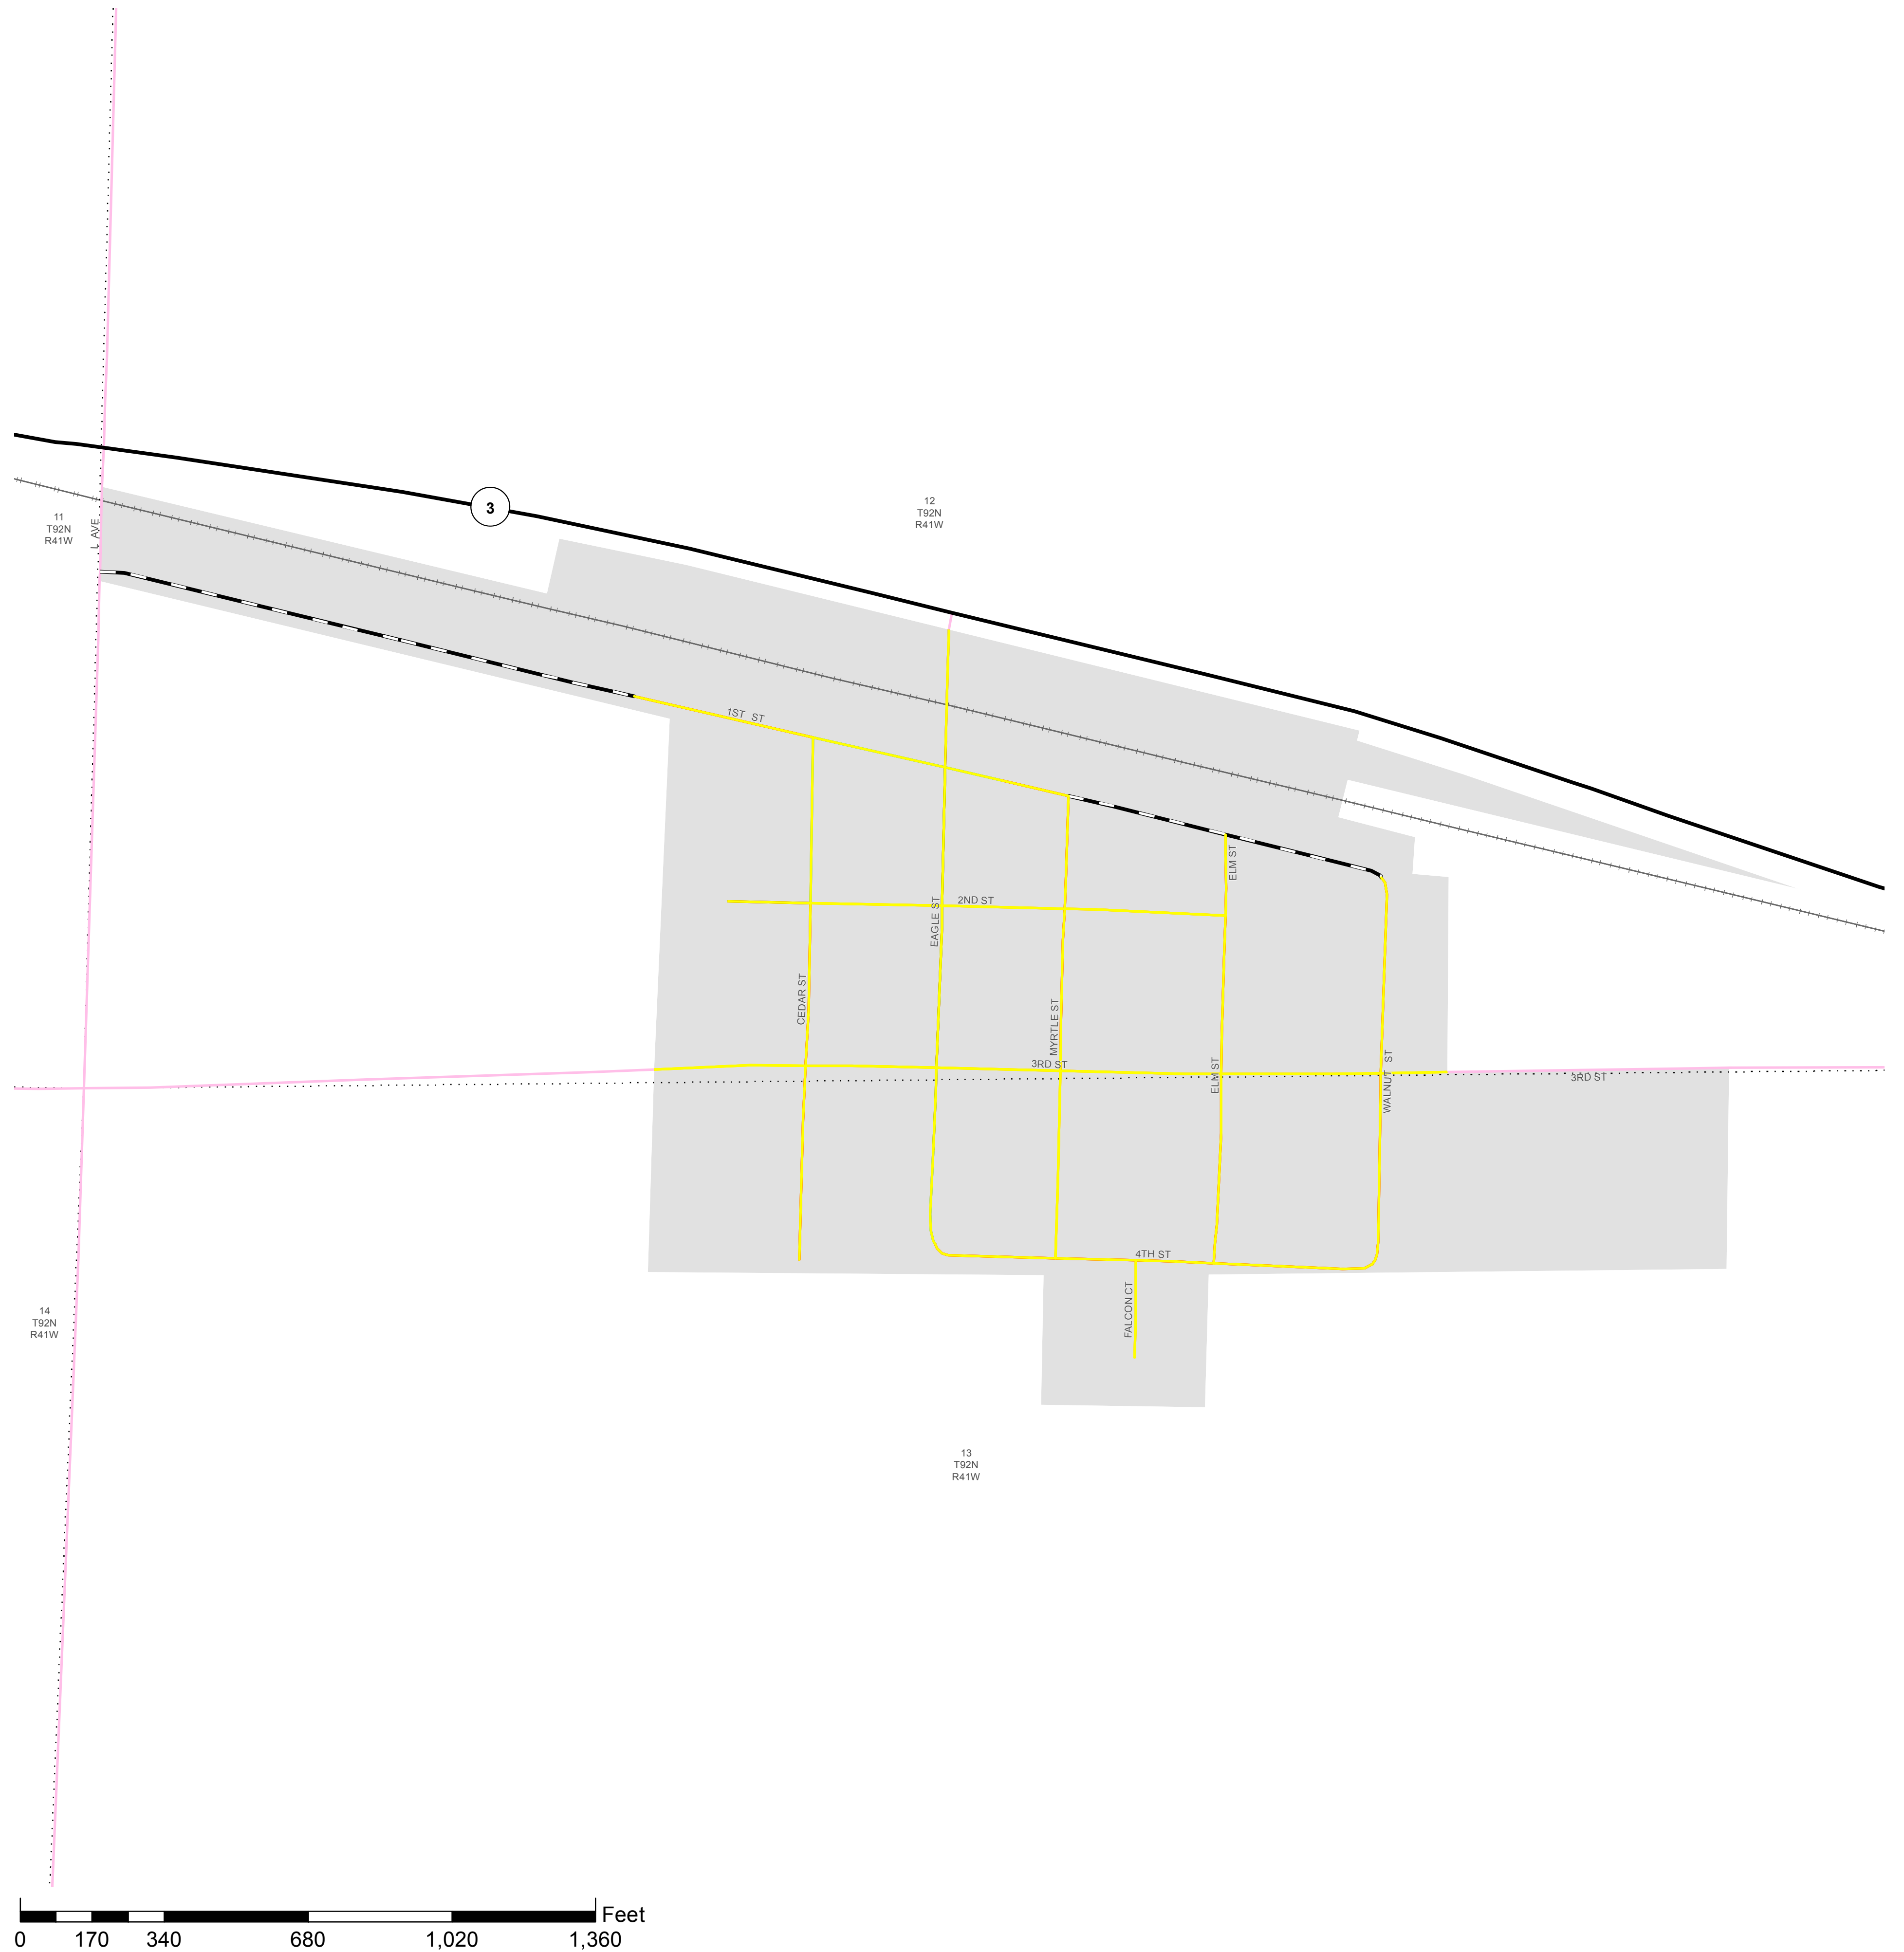 12
T92N
R41W
3
11
T92N
R41W
L AVE
1ST ST
ELM ST
2ND ST
EAGLE ST
CEDAR ST
MYRTLE ST
3RD ST
ELM ST
WALNUT ST
3RD ST
4TH ST
FALCON CT
14
T92N
R41W
13
T92N
R41W
Feet
0 170 340 680 1,020 1,360